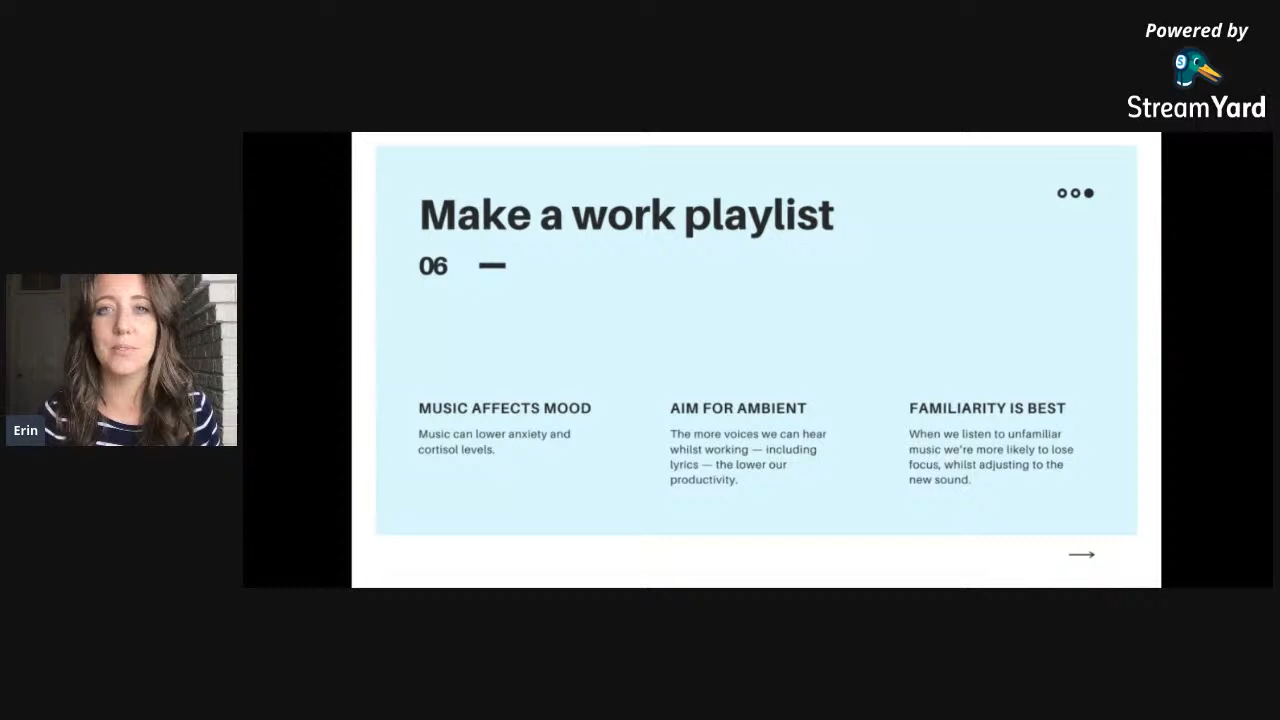 Powered by
StreamYard
Make a work playlist
06 —
MUSIC AFFECTS MOOD
Music can lower anxiety and
cortisol levels.
AIM FOR AMBIENT
The more voices we can hear
whilst working — including
lyrics — the lower our
productivity.
FAMILIARITY IS BEST
When we listen to unfamiliar
music we're more likely to lose
focus, whilst adjusting to the
new sound.
Erin